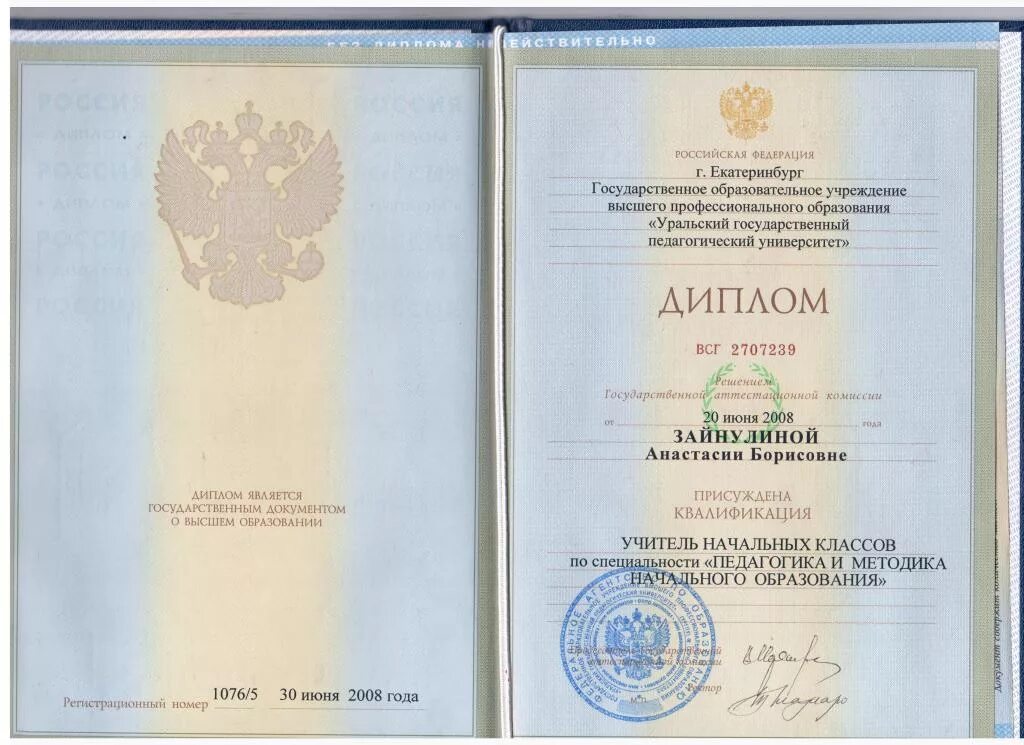 БЕЗ ДИПЛОМА НЕДЕЙСТВИТЕЛЬНО
РОССИЯ РОССИЯ
ДИПЛОМ ЯВЛЯЕТСЯ
ГОСУДАРСТВЕННЫМ ДОКУМЕНТОМ
О ВЫСШЕМ ОБРАЗОВАНИИ
Регистрационный номер 1076/5 30 июня 2008 года
РОССИЙСКАЯ ФЕДЕРАЦИЯ
г. Екатеринбург
Государственное образовательное учреждение
высшего профессионального образования
«Уральский государственный
педагогический университет»
ДИПЛОМ
ВСГ 2707239
Решением
Государственной аттестационной комиссии
от 20 июня 2008 года
ЗАЙНУЛИНОЙ
Анастасии Борисовне
ПРИСУЖДЕНА
КВАЛИФИКАЦИЯ
УЧИТЕЛЬ НАЧАЛЬНЫХ КЛАССОВ
по специальности «ПЕДАГОГИКА И МЕТОДИКА
НАЧАЛЬНОГО ОБРАЗОВАНИЯ»
Председатель Государственной
аттестационной комиссии
Ректор
М.П.